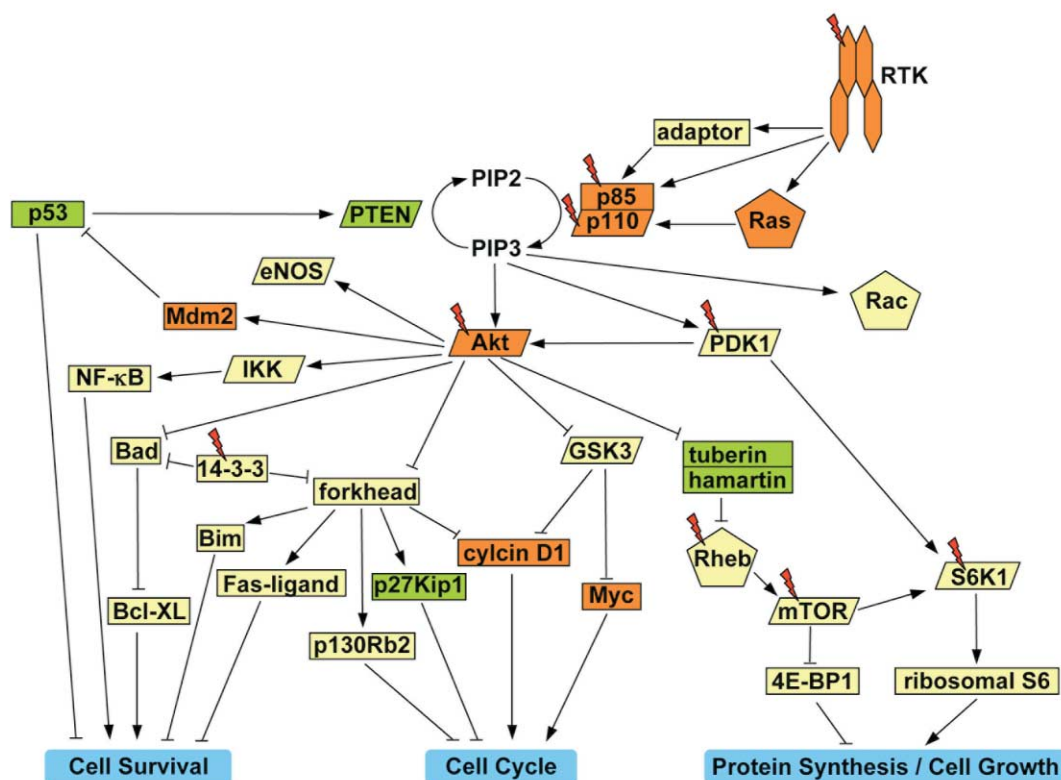 RTK
adaptor
PIP2
p85
p53
PTEN
p110
Ras
PIP3
eNOS
Rac
Mdm2
Akt
PDK1
IKK
NF-κB
Bad
GSK3
tuberin
14-3-3
hamartin
forkhead
Bim
cylcin D1
Rheb
Fas-ligand
p27Kip1
S6K1
Myc
mTOR
Bcl-XL
p130Rb2
4E-BP1
ribosomal S6
Cell Survival
Cell Cycle
Protein Synthesis / Cell Growth